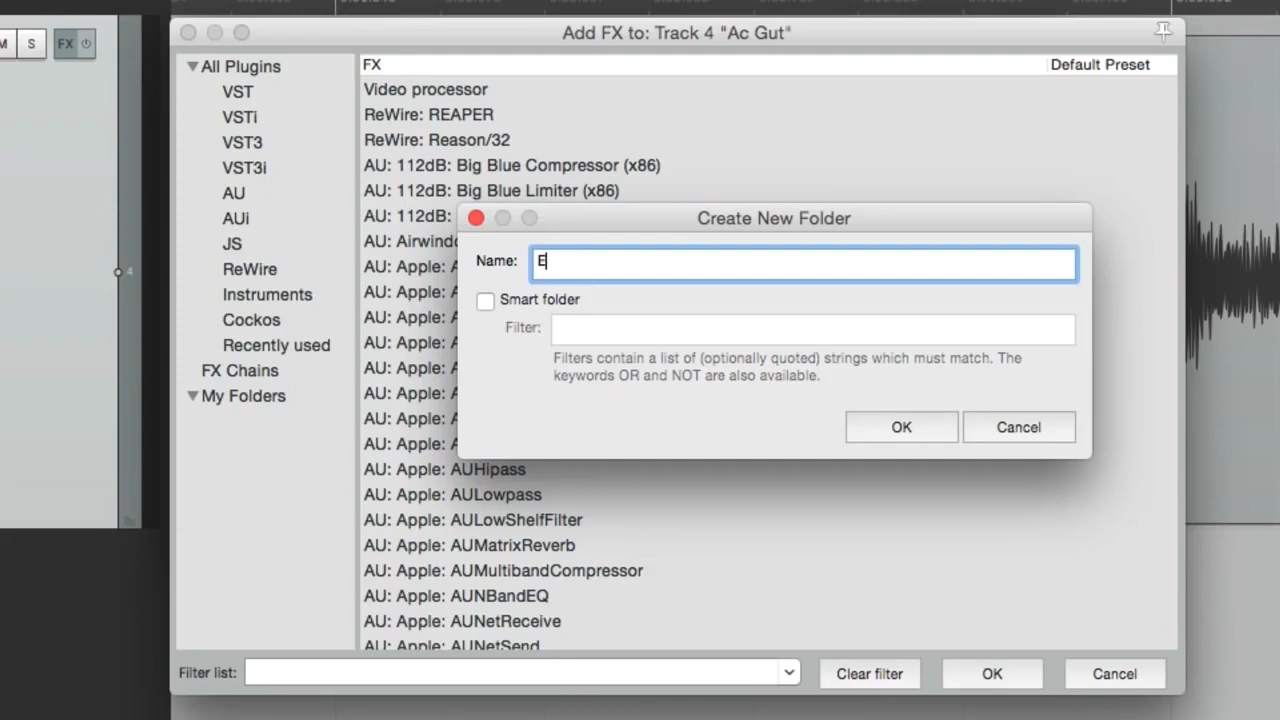 Add FX to: Track 4 "Ac Gut"
S
FX
All Plugins
VST
VSTi
VST3
VST3i
AU
AUi
JS
ReWire
Instruments
Cockos
Recently used
FX Chains
My Folders
4
FX
Default Preset
Video processor
ReWire: REAPER
ReWire: Reason/32
AU: 112dB: Big Blue Compressor (x86)
AU: 112dB: Big Blue Limiter (x86)
AU: 112dB:
AU:
AU: Apple:
AU: Apple:
AU: Apple:
AU: Apple:
AU: Apple:
AU: Apple:
AU: Apple:
AU: Apple:
AU: Apple: AUHipass
AU: Apple: AULowpass
AU: Apple: AULowShelfFilter
AU: Apple: AUMatrixReverb
AU: Apple: AUMultibandCompressor
AU: Apple: AUNBandEQ
AU: Apple: AUNetReceive
AU: Apple: AUNetSend
Create New Folder
Name: E
Smart folder
Filter:
Filters contain a list of (optionally quoted) strings which must match. The
keywords OR and NOT are also available.
OK
Cancel
Filter list:
Clear filter
OK
Cancel